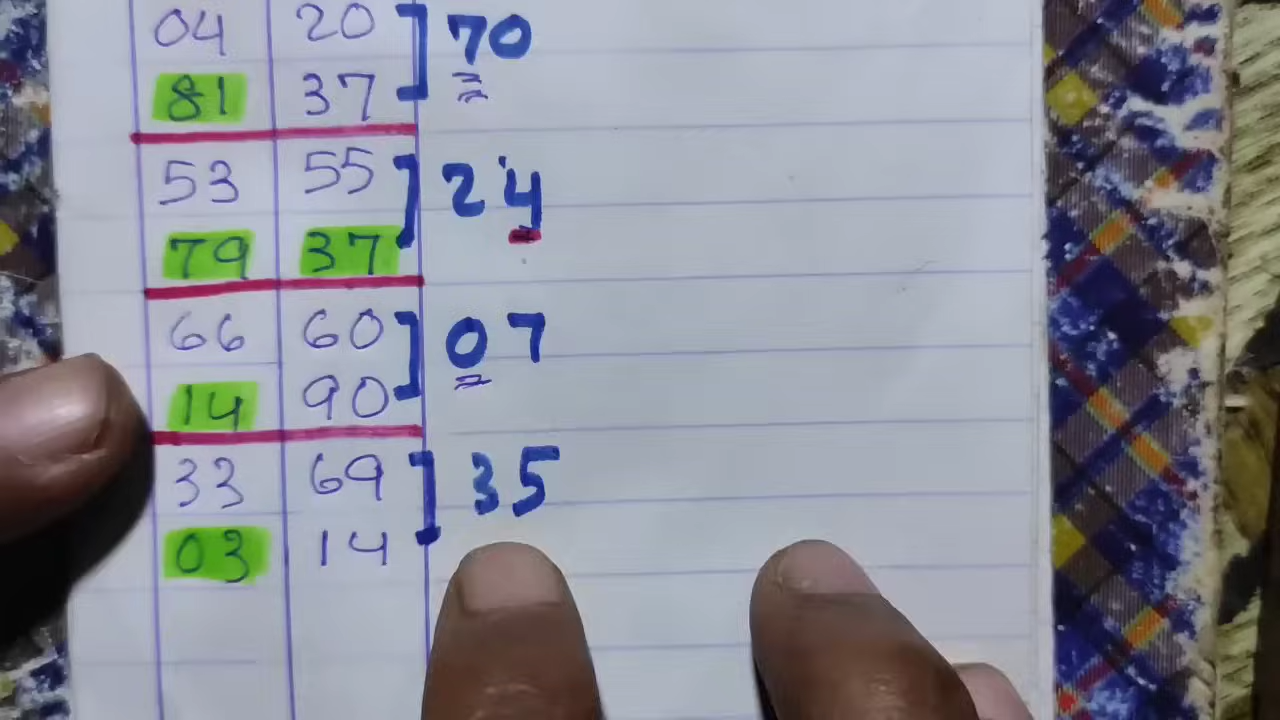 04 20 ] 70
81 37
53 55 ] 24
79 37
66 60 ] 07
14 90
33 69 ] 35
03 14